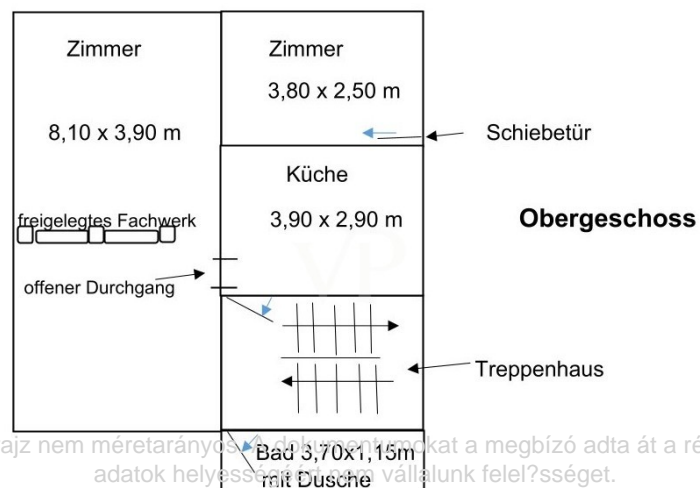 Zimmer
8,10 x 3,90 m
Zimmer
3,80 x 2,50 m
Schiebetür
Küche
3,90 x 2,90 m
Obergeschoss
freigelegtes Fachwerk
offener Durchgang
VP
Treppenhaus
ajz nem méretarányos. A dokumentumokat a megbízó adta át a ré
adatok helyességéért nem vállalunk felel?sséget.
Bad 3,70x1,15m
mit Dusche